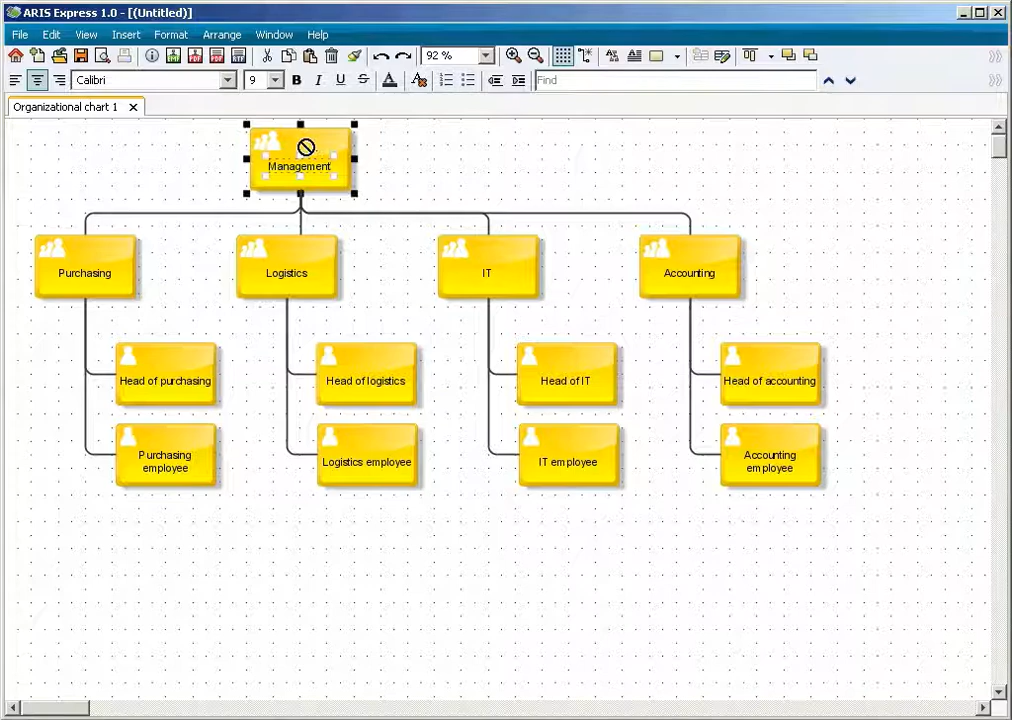 ARIS Express 1.0 - [(Untitled)]
File Edit View Insert Format Arrange Window Help
92 %
Calibri 9 B I U S A Find
Organizational chart 1
Management
Purchasing Logistics IT Accounting
Head of purchasing Head of logistics Head of IT Head of accounting
Purchasing employee Logistics employee IT employee Accounting employee